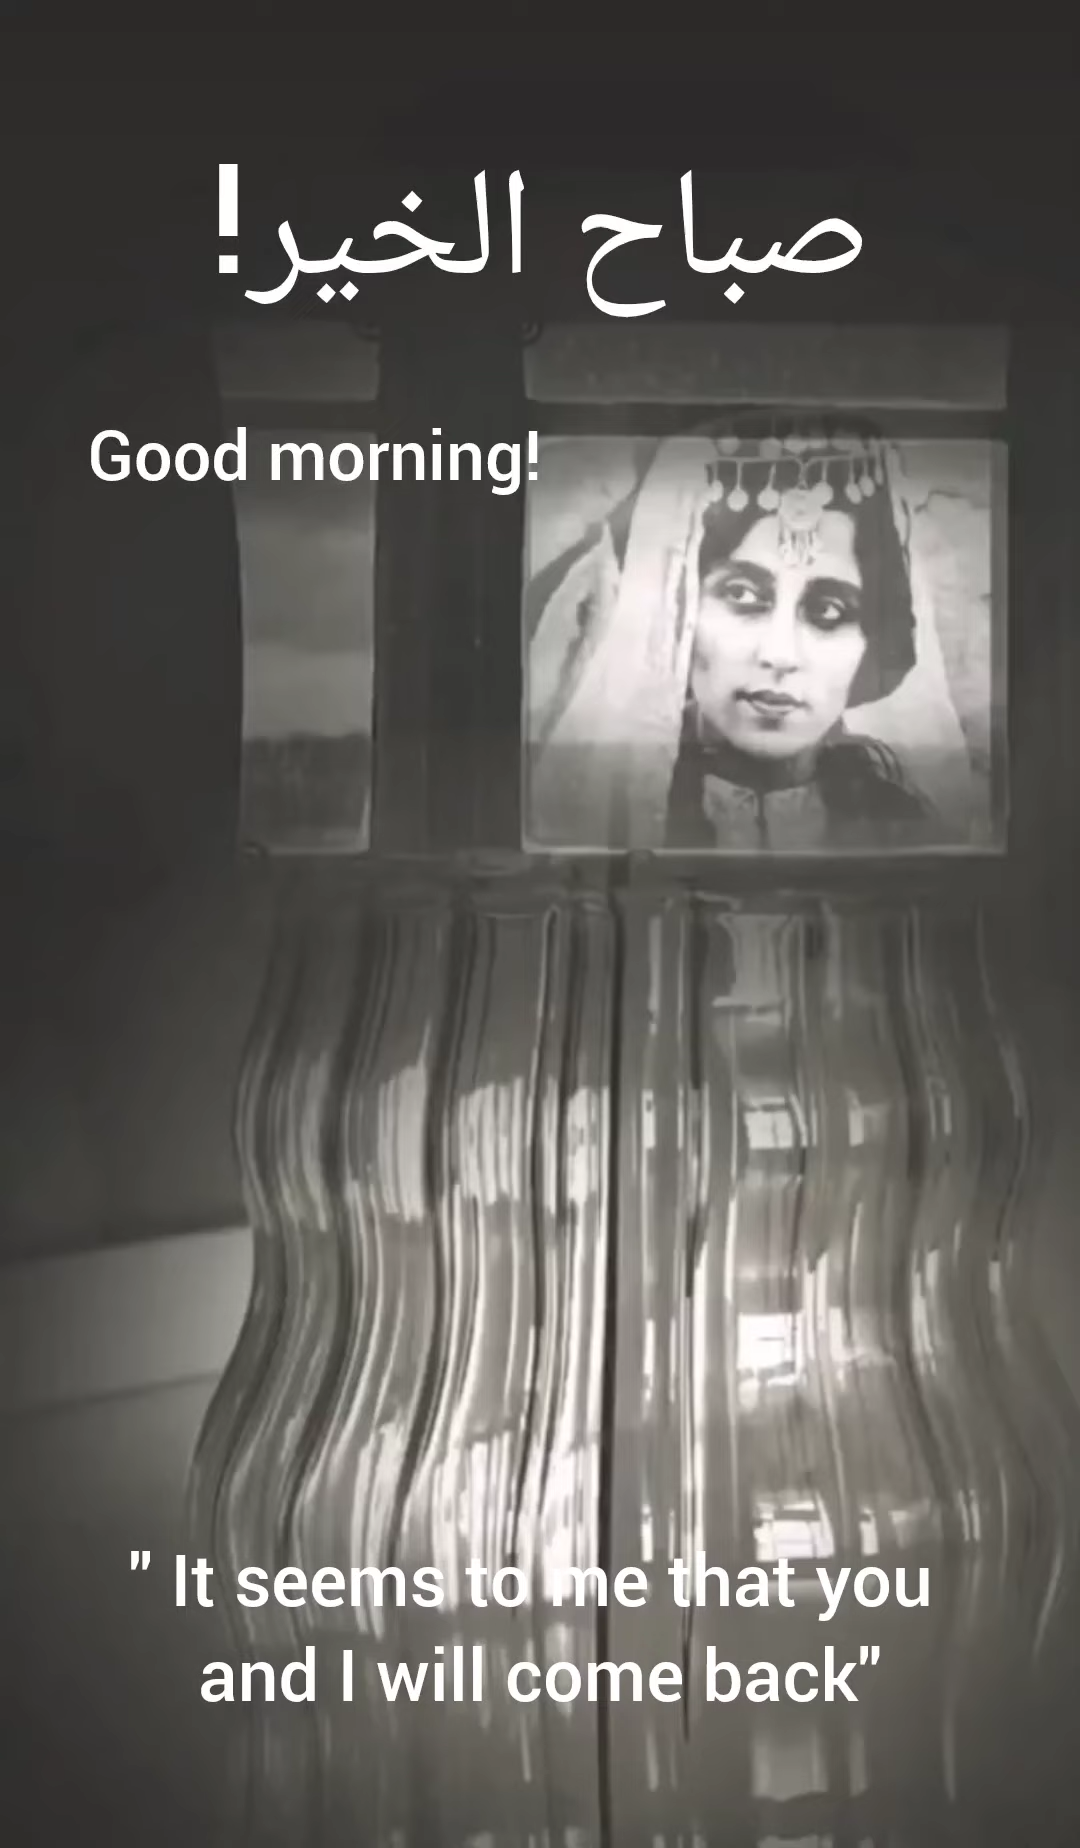 صباح الخير!
Good morning!
" It seems to me that you
and I will come back"